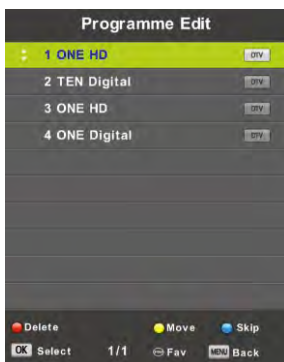 Programme Edit
1 ONE HD DTV
2 TEN Digital DTV
3 ONE HD DTV
4 ONE Digital DTV
Delete Move Skip
OK Select 1/1 Fav MENU Back